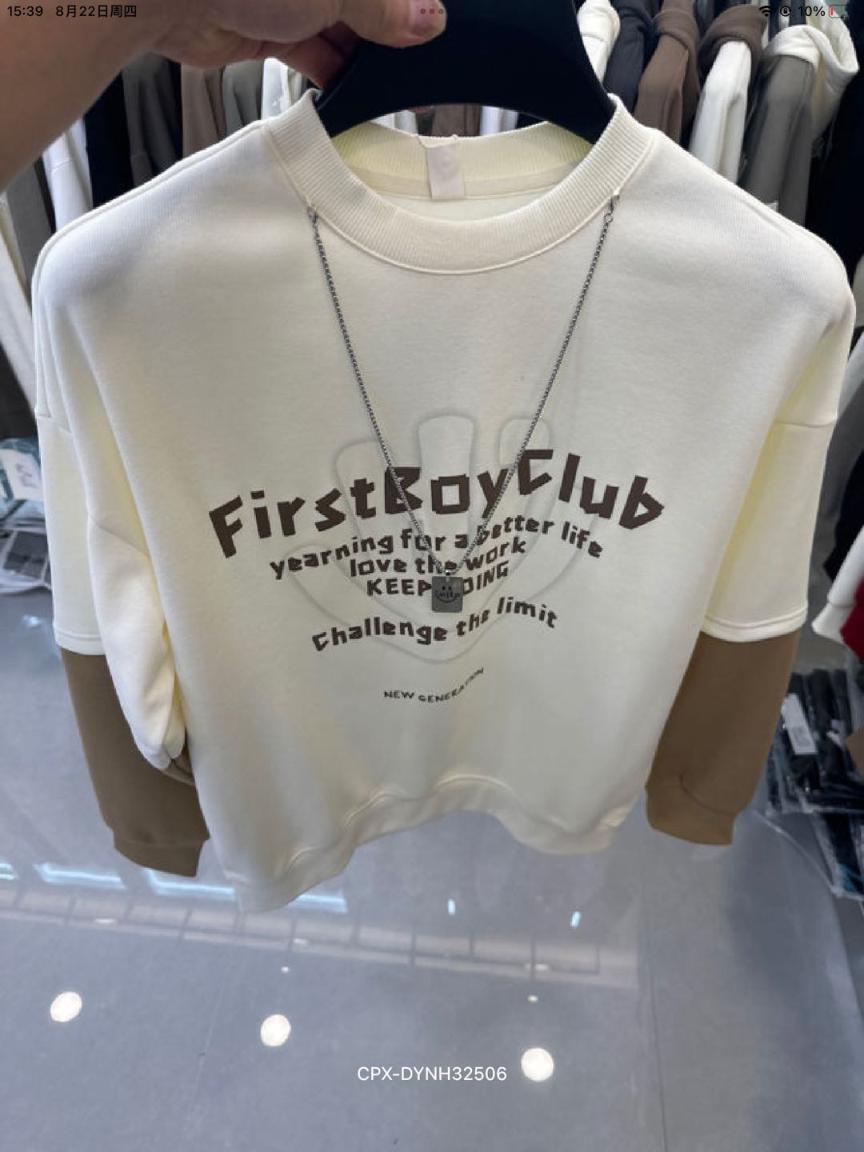 15:39 8月22日周四
10%
FirstBoyClub
yearning for a better life
love the work
KEEP DING
Challenge the limit
NEW GENERATION
CPX-DYNH32506